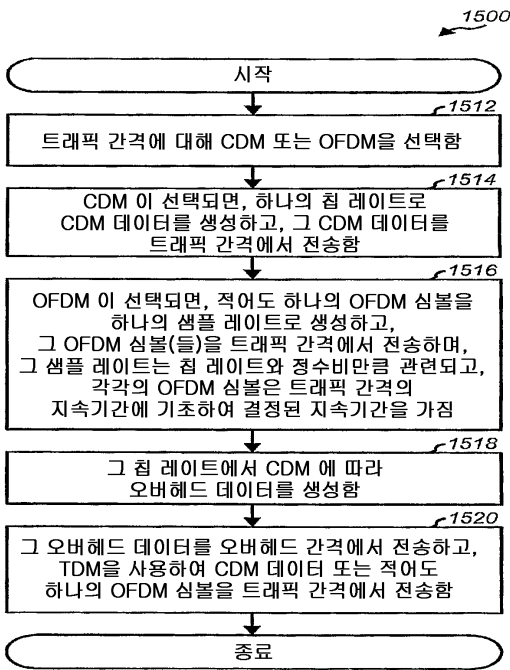 1500
시작
1512
트래픽 간격에 대해 CDM 또는 OFDM을 선택함
1514
CDM 이 선택되면, 하나의 칩 레이트로
CDM 데이터를 생성하고, 그 CDM 데이터를
트래픽 간격에서 전송함
1516
OFDM 이 선택되면, 적어도 하나의 OFDM 심볼을
하나의 샘플 레이트로 생성하고,
그 OFDM 심볼(들)을 트래픽 간격에서 전송하며,
그 샘플 레이트는 칩 레이트와 정수비만큼 관련되고,
각각의 OFDM 심볼은 트래픽 간격의
지속기간에 기초하여 결정된 지속기간을 가짐
1518
그 칩 레이트에서 CDM 에 따라
오버헤드 데이터를 생성함
1520
그 오버헤드 데이터를 오버헤드 간격에서 전송하고,
TDM을 사용하여 CDM 데이터 또는 적어도
하나의 OFDM 심볼을 트래픽 간격에서 전송함
종료